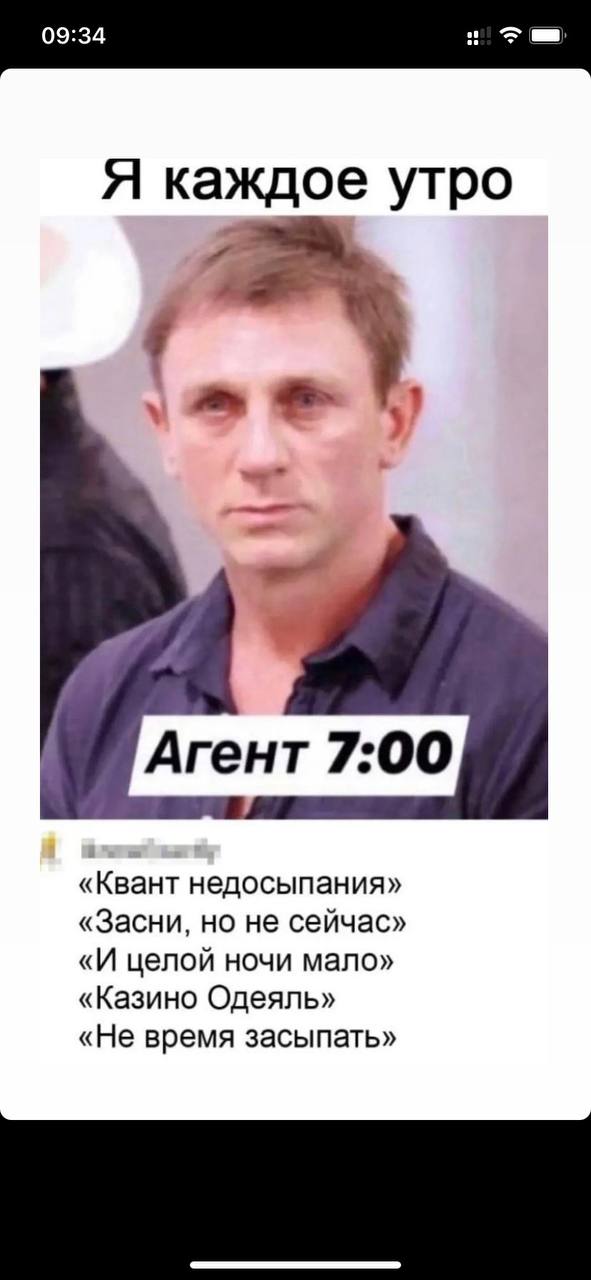 09:34
Я каждое утро
Агент 7:00
«Квант недосыпания»
«Засни, но не сейчас»
«И целой ночи мало»
«Казино Одеяль»
«Не время засыпать»